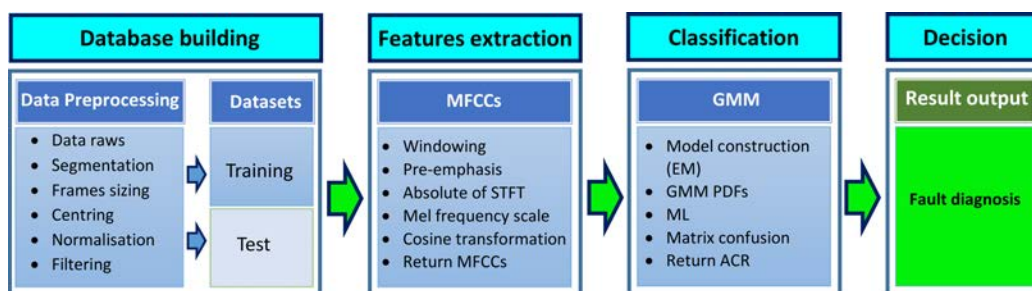 Database building
Features extraction
Classification
Decision
Data Preprocessing
• Data raws
• Segmentation
• Frames sizing
• Centring
• Normalisation
• Filtering
Datasets
Training
Test
MFCCs
• Windowing
• Pre-emphasis
• Absolute of STFT
• Mel frequency scale
• Cosine transformation
• Return MFCCs
GMM
• Model construction
(EM)
• GMM PDFs
• ML
• Matrix confusion
• Return ACR
Result output
Fault diagnosis